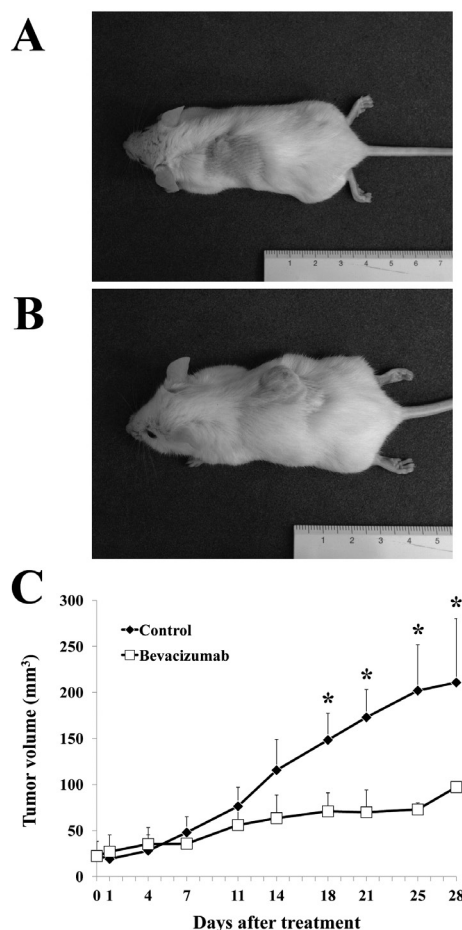 A
1 2 3 4 5 6 7
B
1 2 3 4 5
C
Tumor volume (mm³)
300
250
200
150
100
50
0
Control
Bevacizumab
* * * *
0 1 4 7 11 14 18 21 25 28
Days after treatment